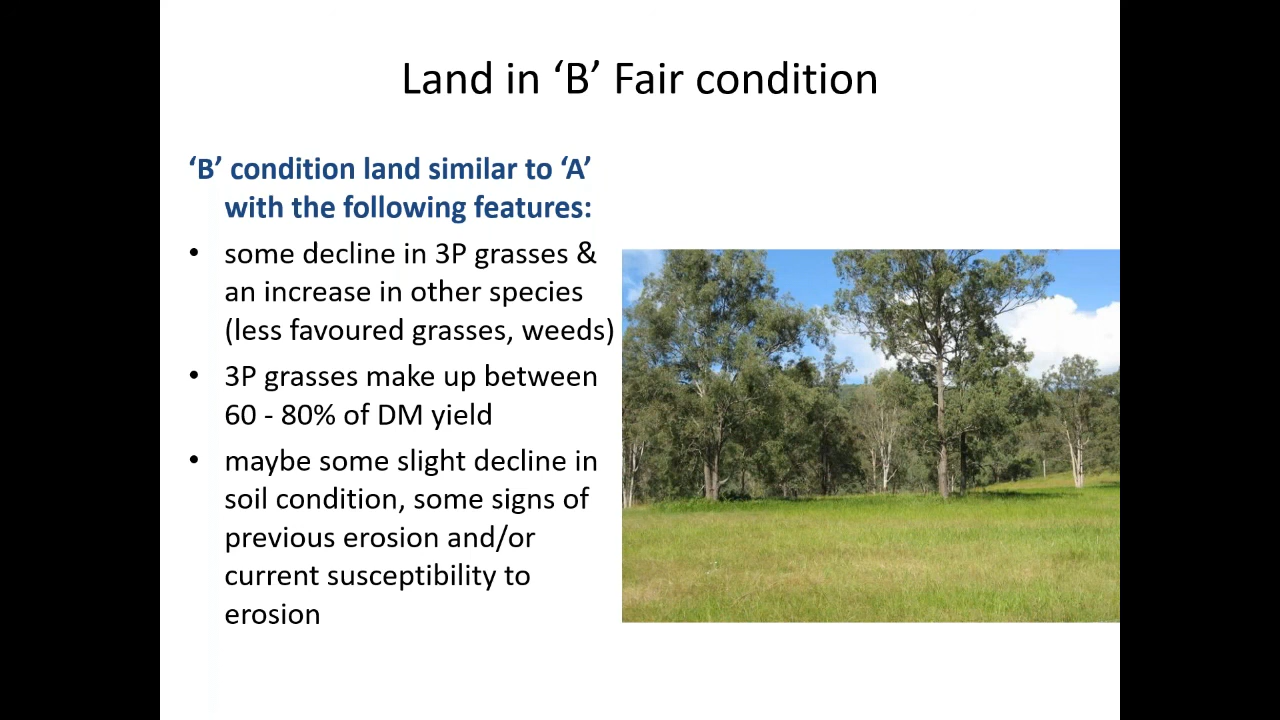 Land in ‘B’ Fair condition
‘B’ condition land similar to ‘A’
with the following features:
• some decline in 3P grasses &
an increase in other species
(less favoured grasses, weeds)
• 3P grasses make up between
60 - 80% of DM yield
• maybe some slight decline in
soil condition, some signs of
previous erosion and/or
current susceptibility to
erosion